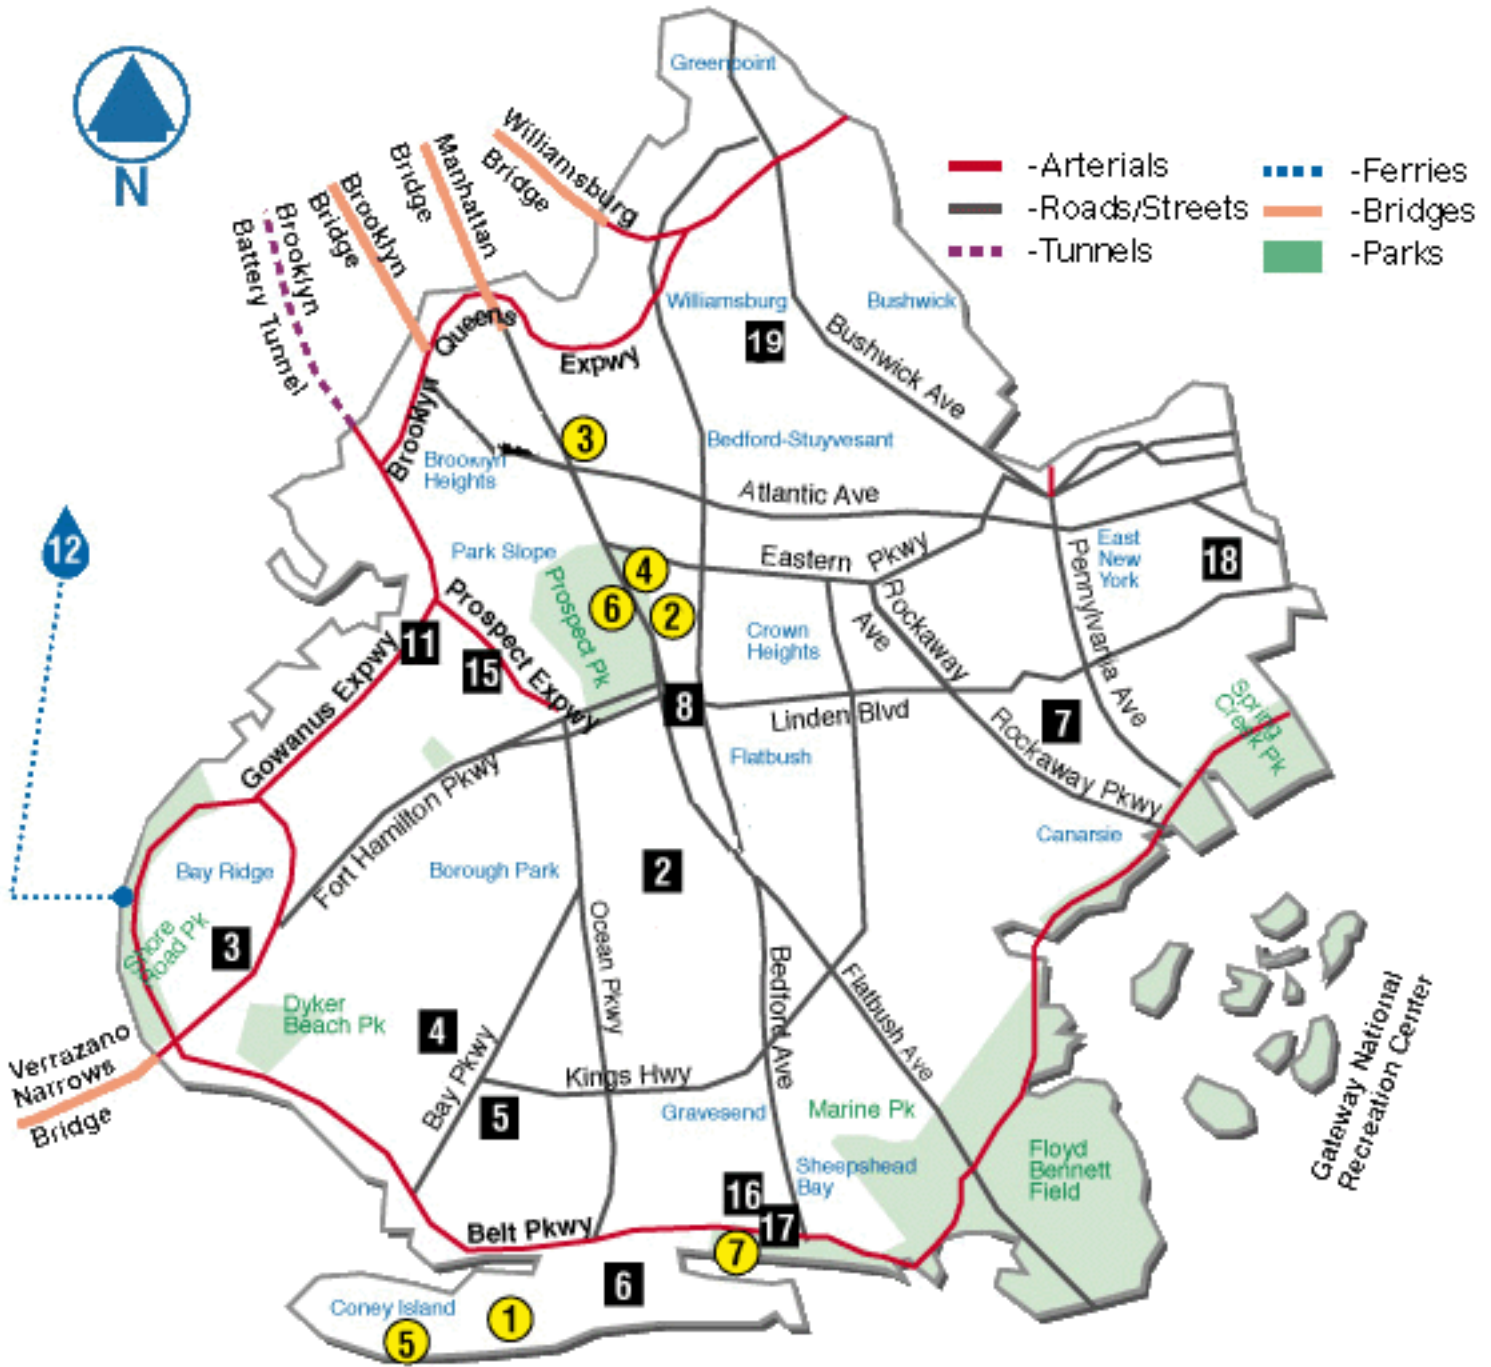 Greenpoint
Williamsburg
Bridge
Manhattan
Bridge
Brooklyn
Bridge
Brooklyn
Battery Tunnel
N
-Arterials
-Roads/Streets
-Tunnels
-Ferries
-Bridges
-Parks
Brooklyn
Queens
Expwy
Williamsburg
Bushwick
19
Bushwick Ave
3
Bedford-Stuyvesant
Brooklyn
Heights
Atlantic Ave
12
Park Slope
Prospect Pk
4
6
2
Eastern Pkwy
East
New
York
18
Pennylvania Ave
Crown
Heights
Rockaway
Ave
11
15
Prospect Expwy
Gowanus Expwy
8
Linden Blvd
7
Spring
Creek Pk
Rockaway Pkwy
Flatbush
Canarsie
Fort Hamilton Pkwy
Bay Ridge
Borough Park
2
Shore
Road Pk
3
Ocean Pkwy
Bedford Ave
Flatbush Ave
Dyker
Beach Pk
4
Bay Pkwy
Kings Hwy
5
Gravesend
Marine Pk
Verrazano
Narrows
Bridge
Gateway National
Recreation Center
Floyd
Bennett
Field
Sheepshead
Bay
16
17
7
Belt Pkwy
6
Coney Island
1
5